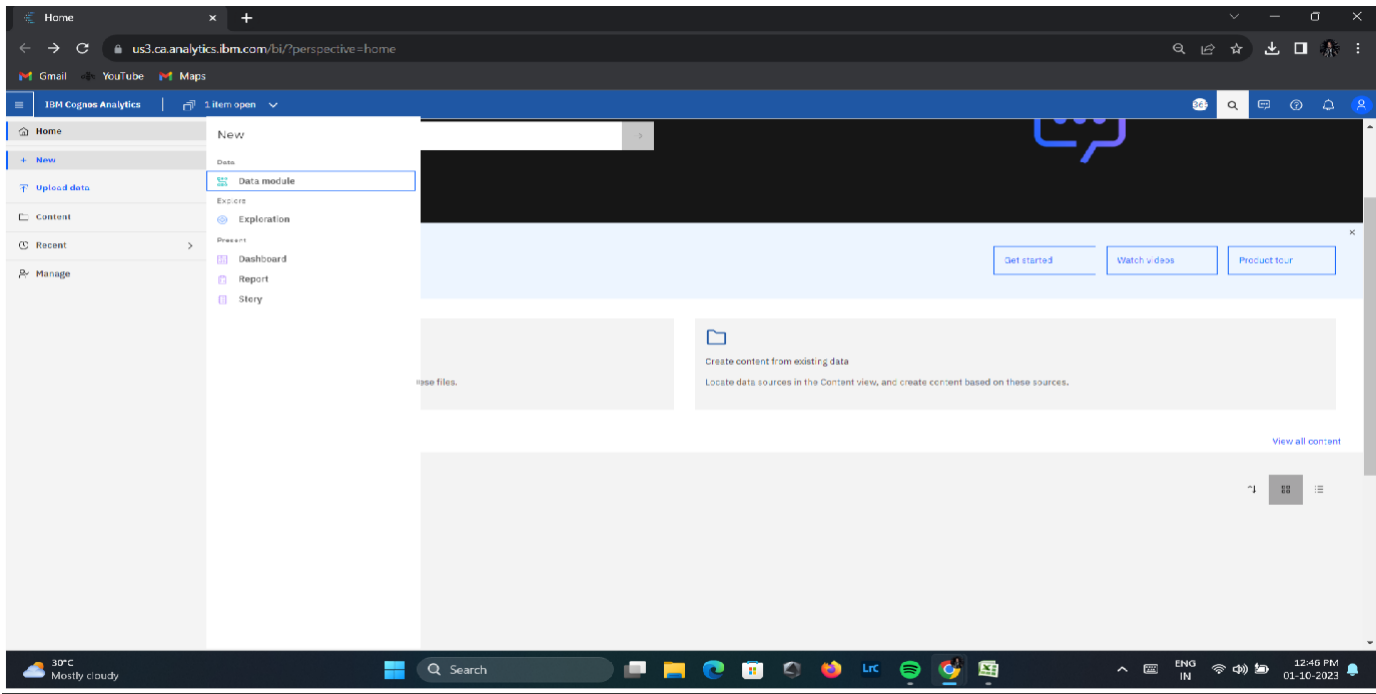 Home
us3.ca.analytics.ibm.com/bi/?perspective=home
Gmail YouTube Maps
IBM Cognos Analytics 1 item open
Home
New
Upload data
Content
Recent
Manage
New
Data
Data module
Explore
Exploration
Present
Dashboard
Report
Story
Get started Watch videos Product tour
Create content from existing data
ese files.
Locate data sources in the Content view, and create content based on these sources.
View all content
30°C
Mostly cloudy
Search
Lrc
ENG
IN
12:46 PM
01-10-2023